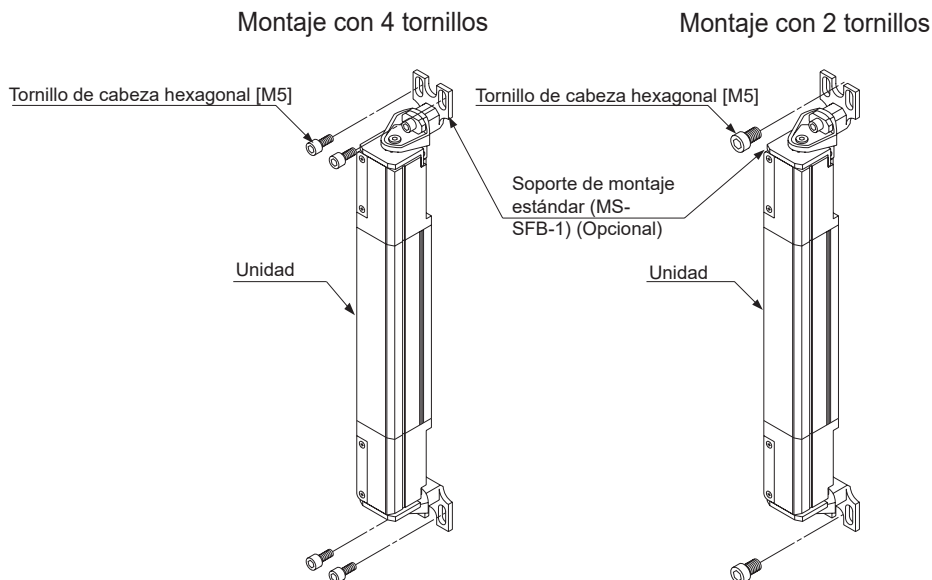 Montaje con 4 tornillos
Montaje con 2 tornillos
Tornillo de cabeza hexagonal [M5]
Tornillo de cabeza hexagonal [M5]
Soporte de montaje
estándar (MS-
SFB-1) (Opcional)
Unidad
Unidad